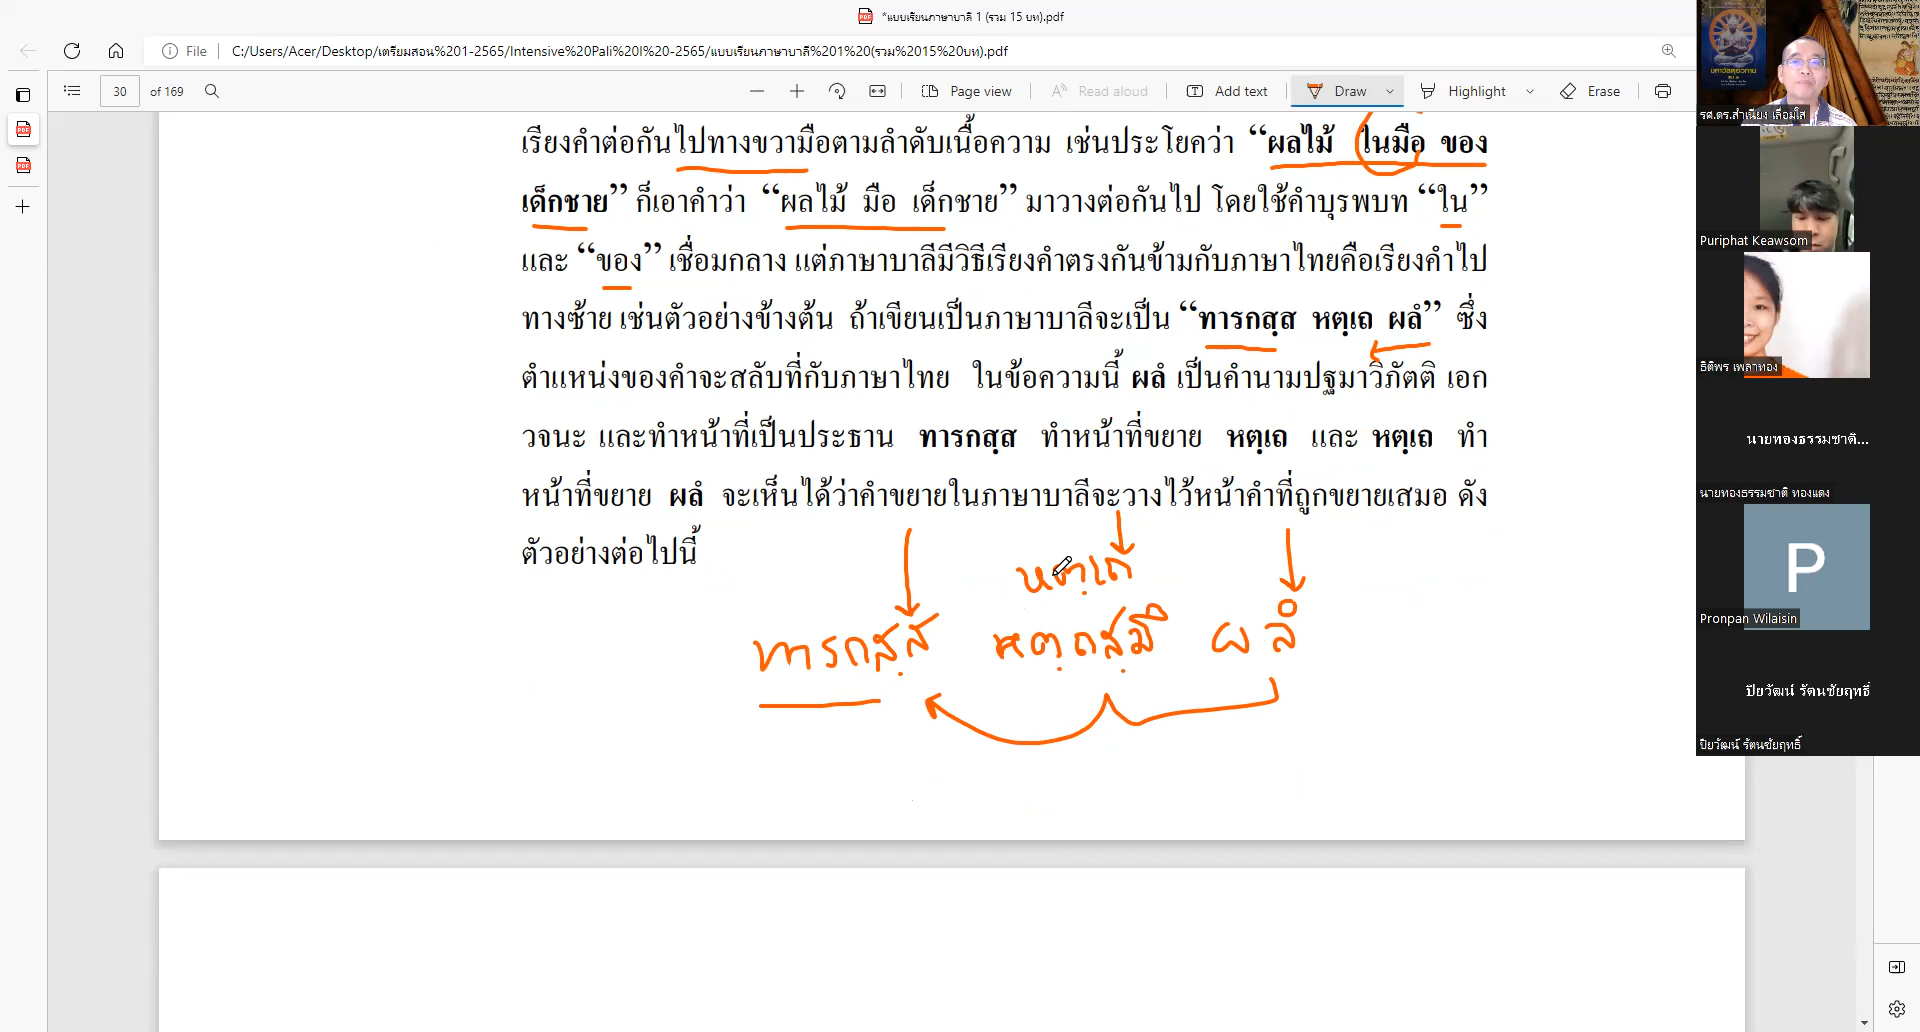 *แบบเรียนภาษาบาลี 1 (รวม 15 บท).pdf
File C:/Users/Acer/Desktop/เตรียมสอน%201-2565/Intensive%20Pali%20I%20-2565/แบบเรียนภาษาบาลี%201%20(รวม%2015%20บท).pdf
30 of 169 Page view Read aloud Add text Draw Highlight Erase
เรียงคำต่อกันไปทางขวามือตามลำดับเนื้อความ เช่นประโยคว่า “ผลไม้ ในมือ ของ
เด็กชาย” ก็เอาคำว่า “ผลไม้ มือ เด็กชาย” มาวางต่อกันไป โดยใช้คำบุรพบท “ใน”
และ “ของ” เชื่อมกลาง แต่ภาษาบาลีมีวิธีเรียงคำตรงกันข้ามกับภาษาไทยคือเรียงคำไป
ทางซ้าย เช่นตัวอย่างข้างต้น ถ้าเขียนเป็นภาษาบาลีจะเป็น “ทารกสฺส หตฺเถ ผลํ” ซึ่ง
ตำแหน่งของคำจะสลับที่กับภาษาไทย ในข้อความนี้ ผลํ เป็นคำนามปฐมาวิภัตติ เอก
วจนะ และทำหน้าที่เป็นประธาน ทารกสฺส ทำหน้าที่ขยาย หตฺเถ และ หตฺเถ ทำ
หน้าที่ขยาย ผลํ จะเห็นได้ว่าคำขยายในภาษาบาลีจะวางไว้หน้าคำที่ถูกขยายเสมอ ดัง
ตัวอย่างต่อไปนี้
หตฺเถ
ทารกสฺส หตฺถสฺมึ ผลํ
รศ.ดร.สำเนียง เลื่อมใส
Puriphat Keawsom
ธิติพร เพลาทอง
นายทองธรรมชาติ...
นายทองธรรมชาติ ทองแดง
P
Pronpan Wilaisin
ปิยวัฒน์ รัตนชัยฤทธิ์
ปิยวัฒน์ รัตนชัยฤทธิ์